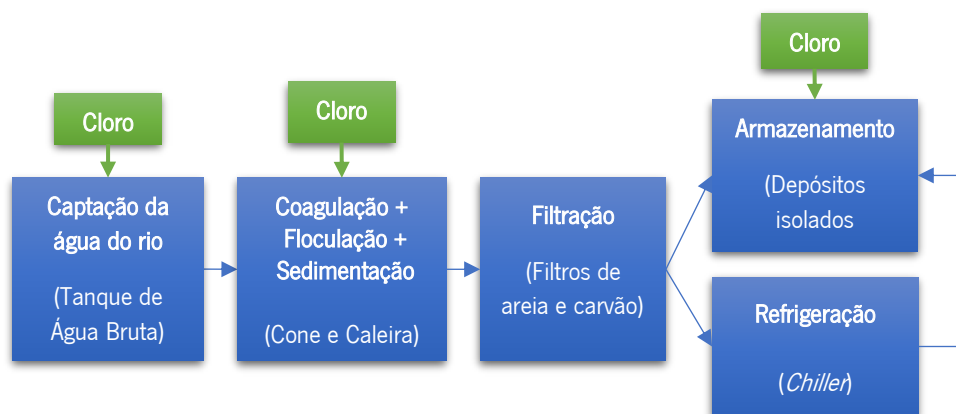 Cloro
Captação da
água do rio
(Tanque de
Água Bruta)
Cloro
Coagulação +
Floculação +
Sedimentação
(Cone e Caleira)
Filtração
(Filtros de
areia e carvão)
Cloro
Armazenamento
(Depósitos
isolados
Refrigeração
(Chiller)